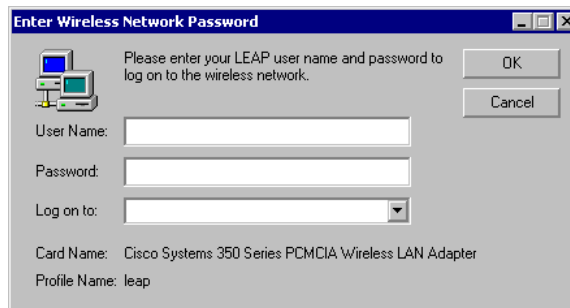 Enter Wireless Network Password
Please enter your LEAP user name and password to
log on to the wireless network.
OK
Cancel
User Name:
Password:
Log on to:
Card Name: Cisco Systems 350 Series PCMCIA Wireless LAN Adapter
Profile Name: leap